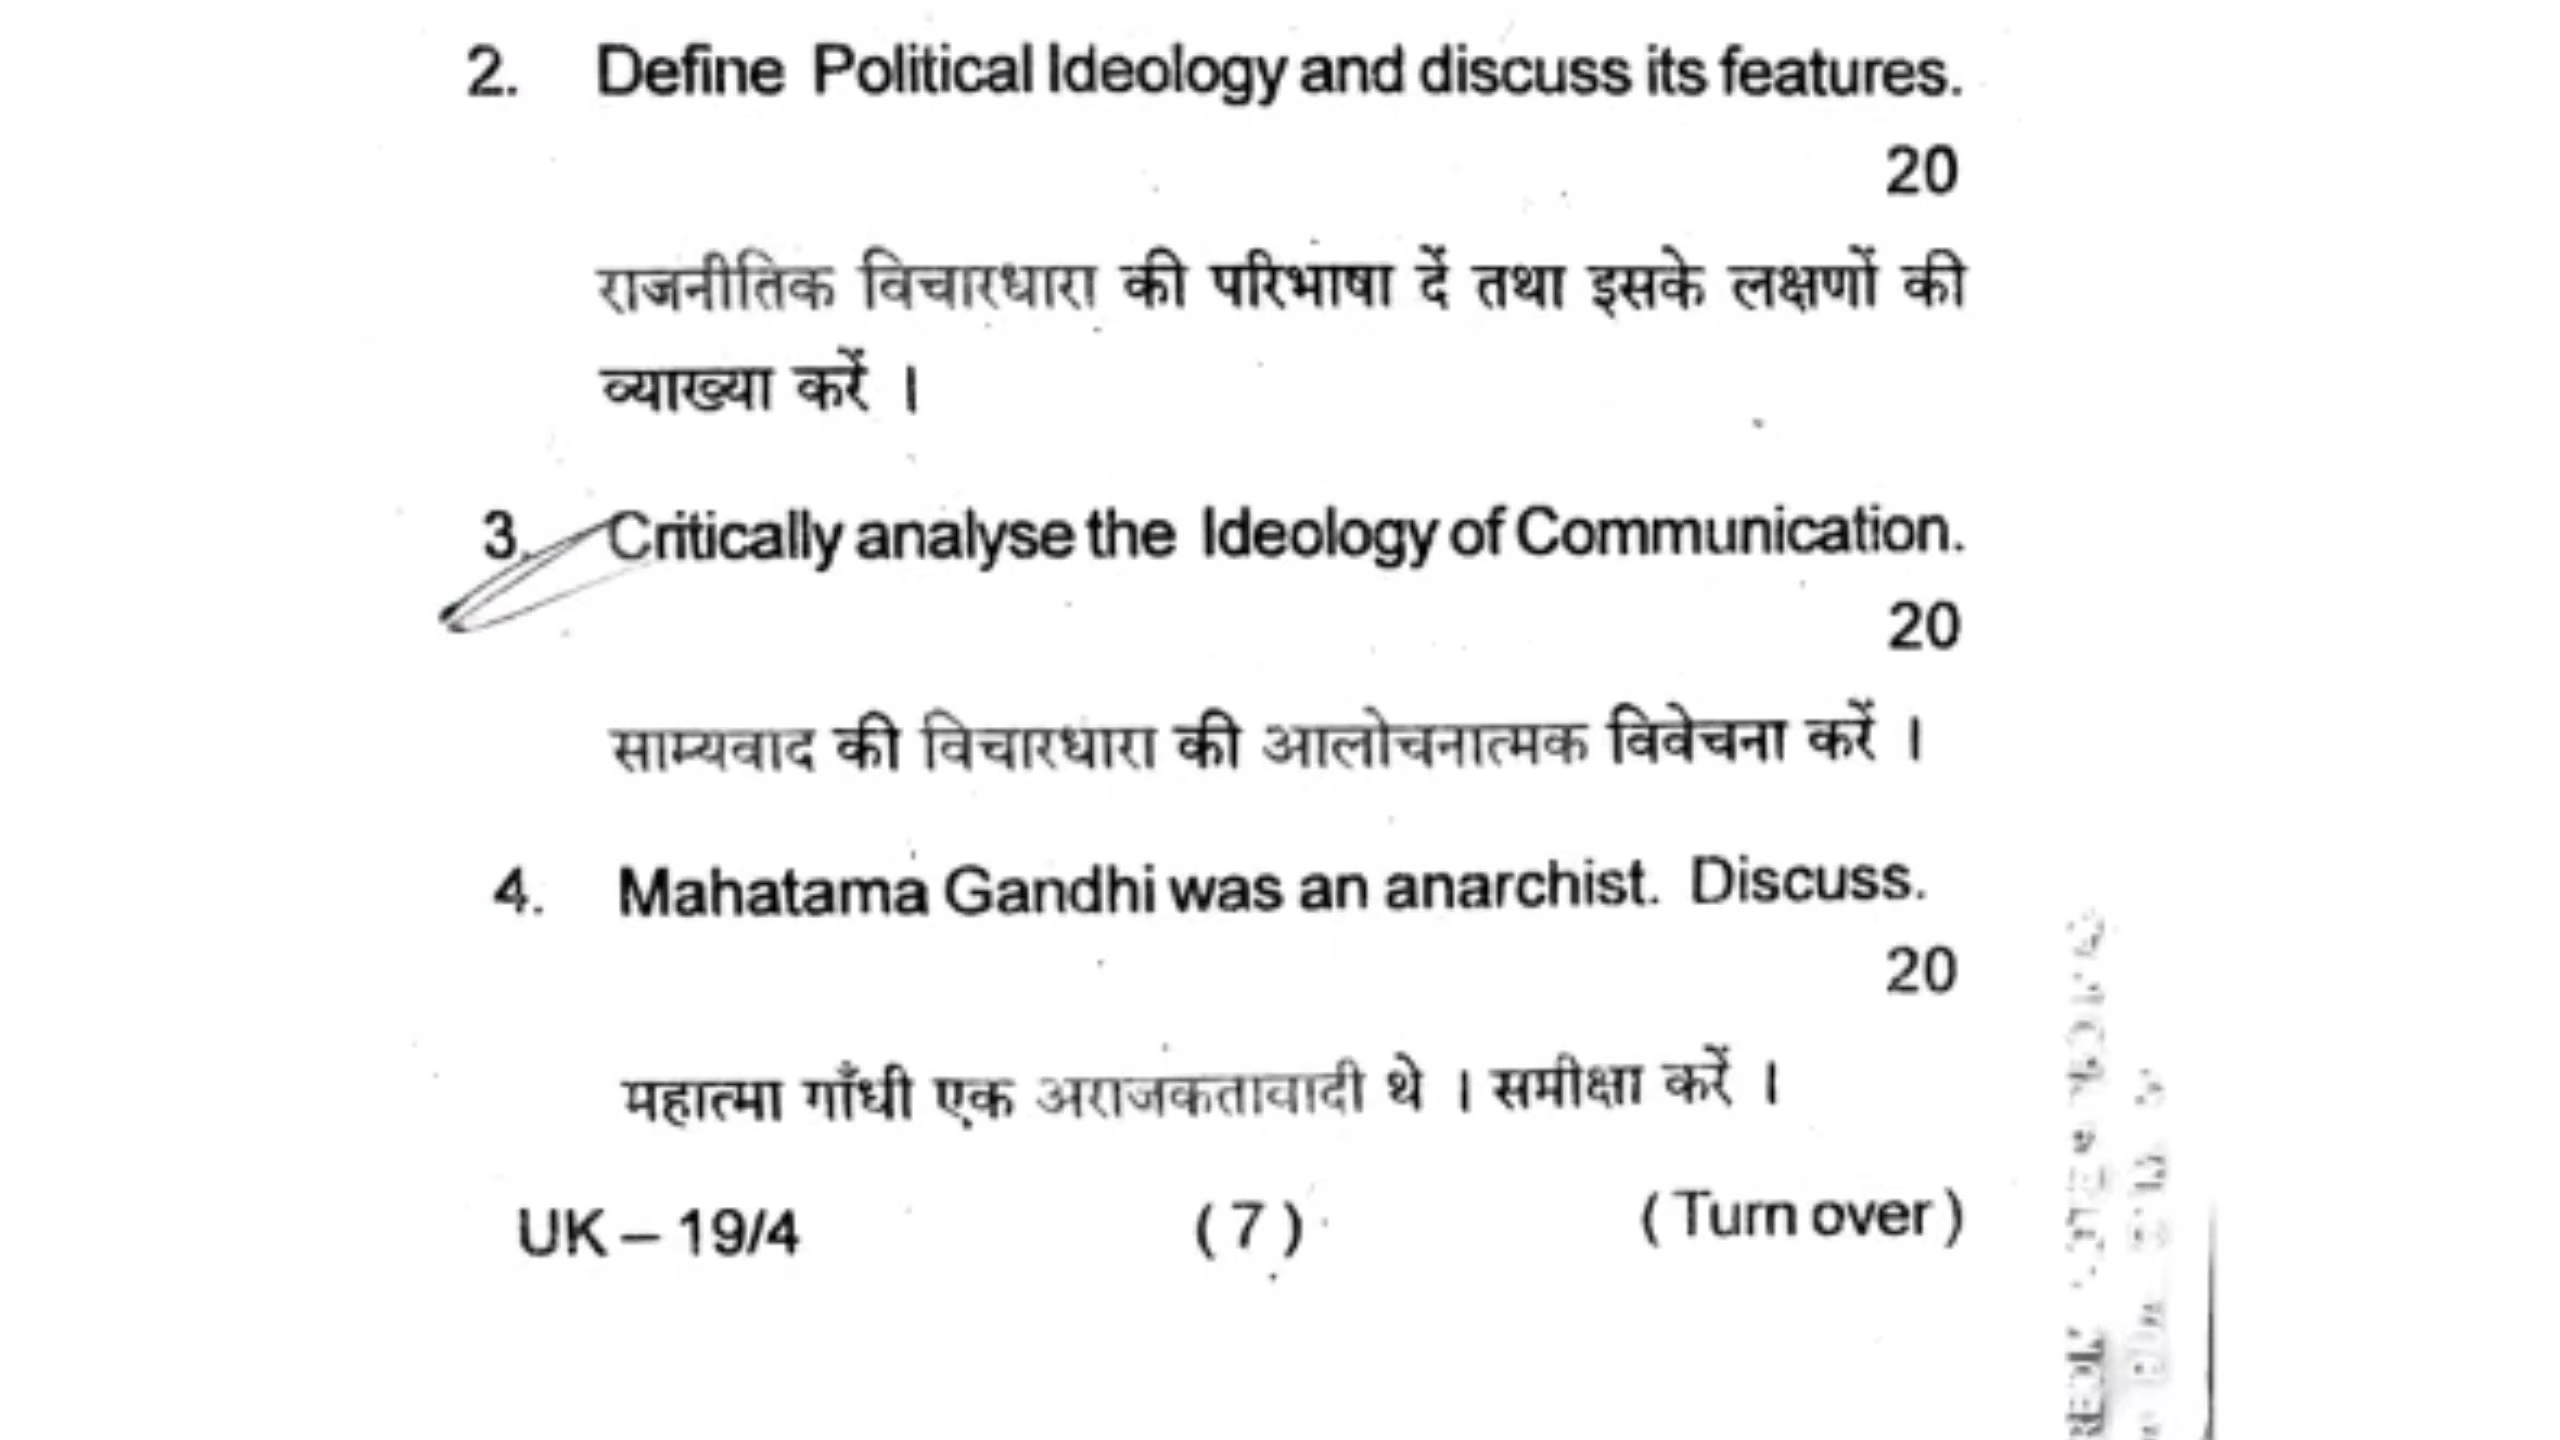 2. Define Political Ideology and discuss its features.
20
राजनीतिक विचारधारा की परिभाषा दें तथा इसके लक्षणों की
व्याख्या करें ।
3. Critically analyse the Ideology of Communication.
20
साम्यवाद की विचारधारा की आलोचनात्मक विवेचना करें ।
4. Mahatama Gandhi was an anarchist. Discuss.
20
महात्मा गाँधी एक अराजकतावादी थे । समीक्षा करें ।
UK – 19/4 (7) (Turn over)